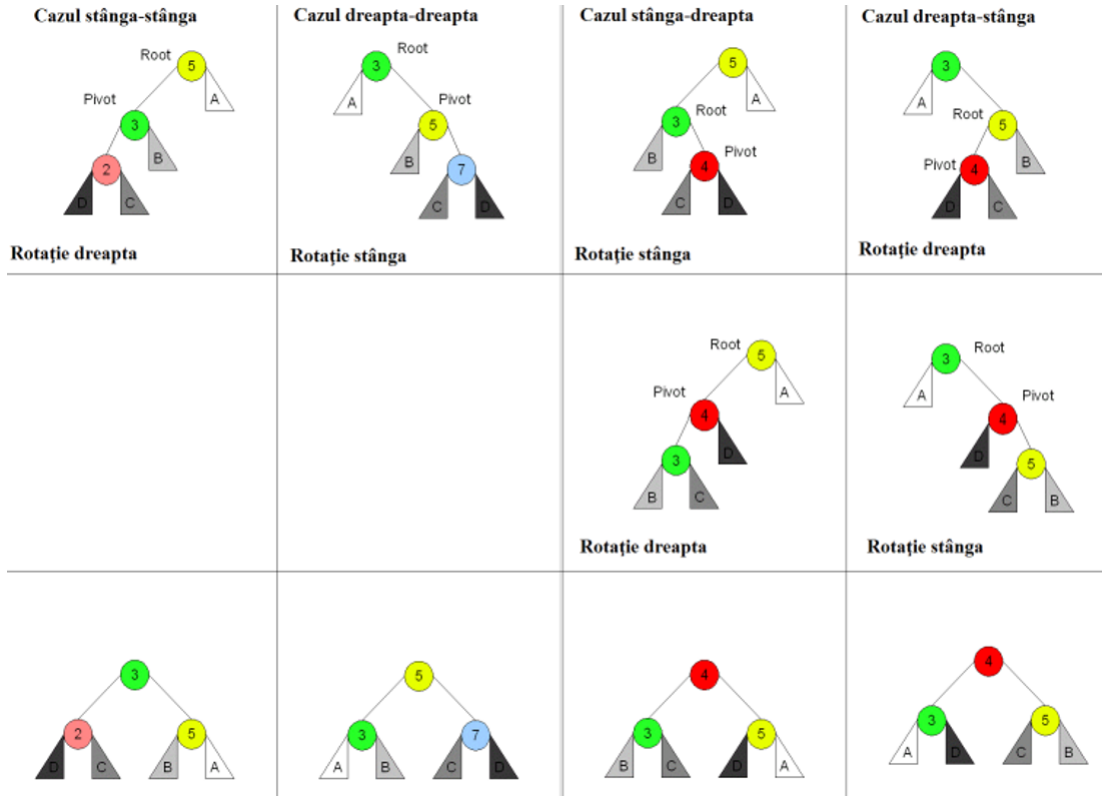 Cazul stânga-stânga
Root
5
A
Pivot
3
B
2
D
C
Rotație dreapta
Cazul dreapta-dreapta
3
Root
A
Pivot
5
B
7
C
D
Rotație stânga
Cazul stânga-dreapta
5
A
3
Root
B
Pivot
4
C
D
Rotație stânga
Cazul dreapta-stânga
3
A
Root
5
Pivot
4
B
D
C
Rotație dreapta
Root
5
A
Pivot
4
D
3
B
C
Rotație dreapta
3
Root
A
Pivot
4
D
5
C
B
Rotație stânga
3
2
5
D
C
B
A
5
3
7
A
B
C
D
4
3
5
B
C
D
A
4
3
5
A
D
C
B